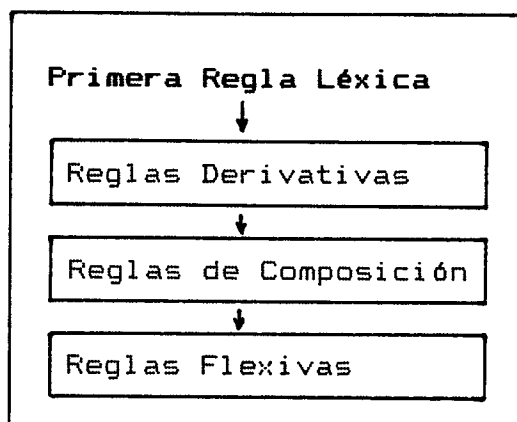 Primera Regla Léxica
Reglas Derivativas
Reglas de Composición
Reglas Flexivas